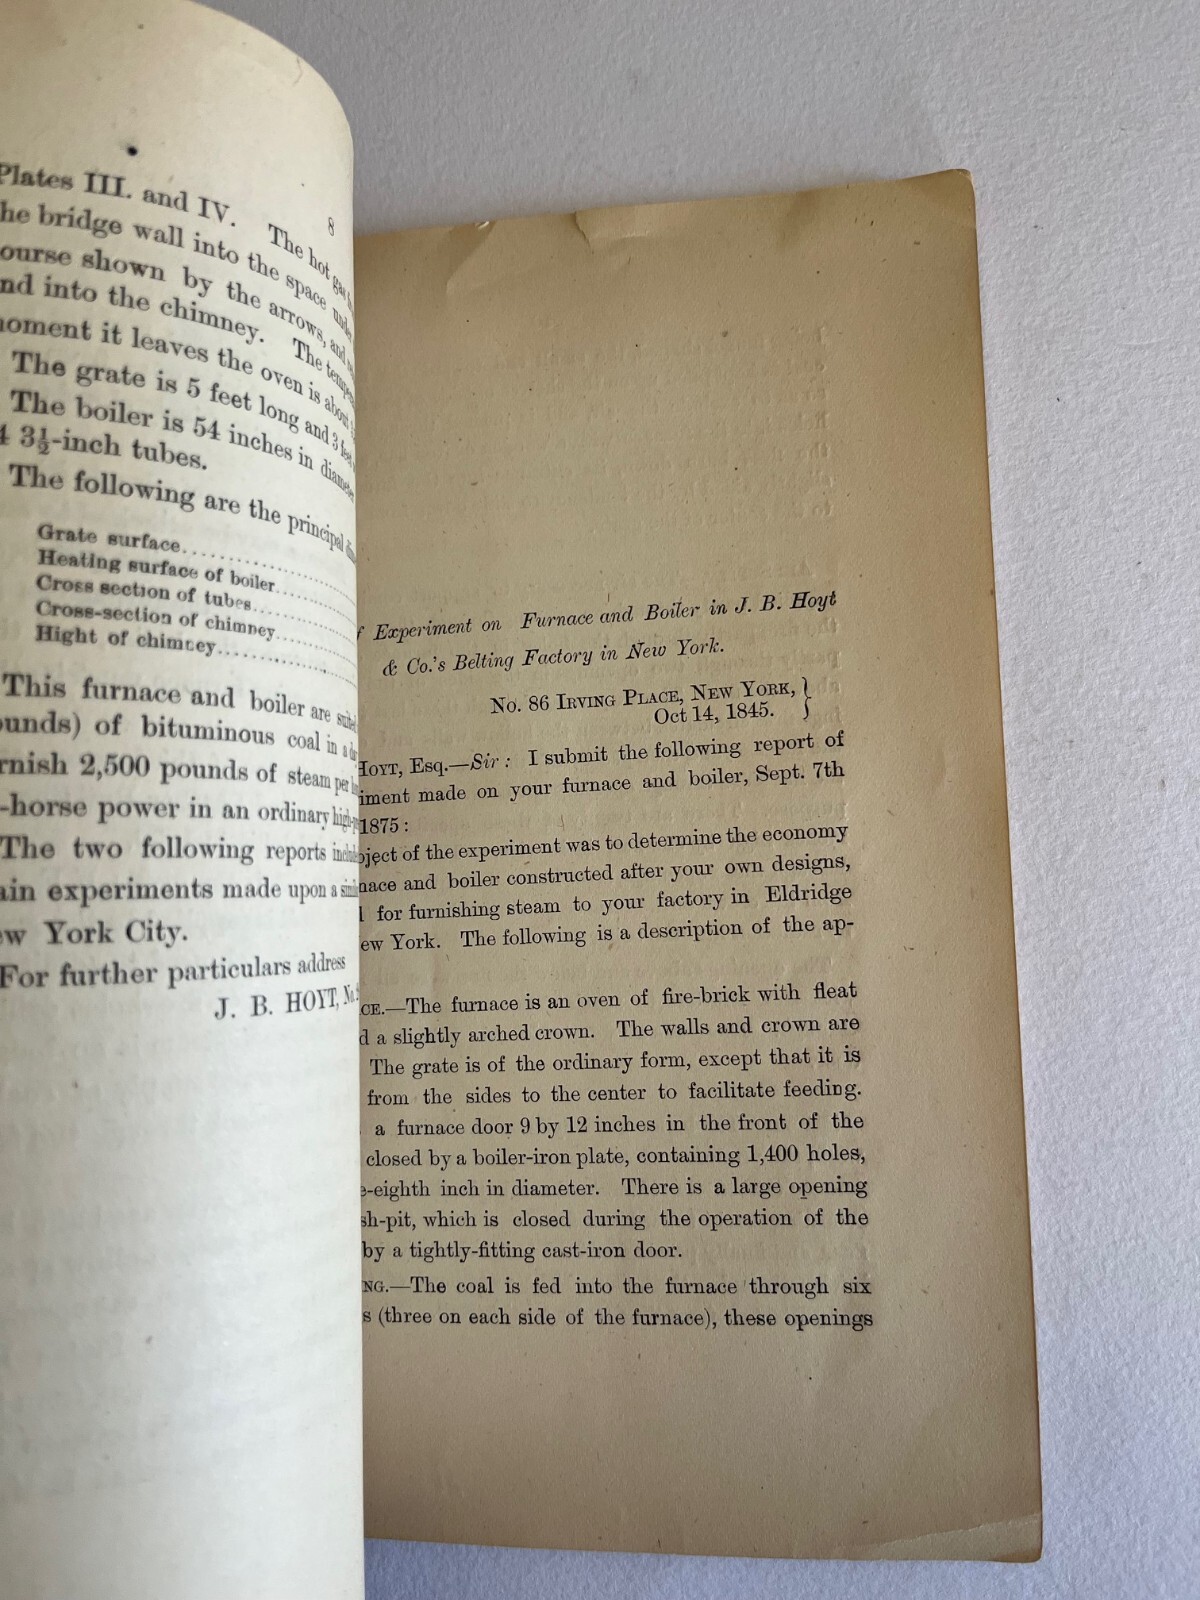 8
Plates III. and IV. The hot gas
he bridge wall into the space under
ourse shown by the arrows, and
nd into the chimney. The tempera
noment it leaves the oven is about
The grate is 5 feet long and 3 feet
The boiler is 54 inches in diameter
4 3½-inch tubes.
The following are the principal
Grate surface
Heating surface of boiler
Cross section of tubes
Cross-section of chimney
Hight of chimney
This furnace and boiler are
ounds) of bituminous coal in a
rnish 2,500 pounds of steam per
-horse power in an ordinary high-
The two following reports
ain experiments made upon a
ew York City.
For further particulars address
J. B. HOYT, No.
f Experiment on Furnace and Boiler in J. B. Hoyt
& Co.'s Belting Factory in New York.
No. 86 Irving Place, New York, }
Oct 14, 1845.
Hoyt, Esq.—Sir: I submit the following report of
iment made on your furnace and boiler, Sept. 7th
1875:
bject of the experiment was to determine the economy
nace and boiler constructed after your own designs,
l for furnishing steam to your factory in Eldridge
ew York. The following is a description of the ap-
ce.—The furnace is an oven of fire-brick with fleat
d a slightly arched crown. The walls and crown are
The grate is of the ordinary form, except that it is
from the sides to the center to facilitate feeding.
a furnace door 9 by 12 inches in the front of the
closed by a boiler-iron plate, containing 1,400 holes,
e-eighth inch in diameter. There is a large opening
sh-pit, which is closed during the operation of the
by a tightly-fitting cast-iron door.
ng.—The coal is fed into the furnace through six
s (three on each side of the furnace), these openings